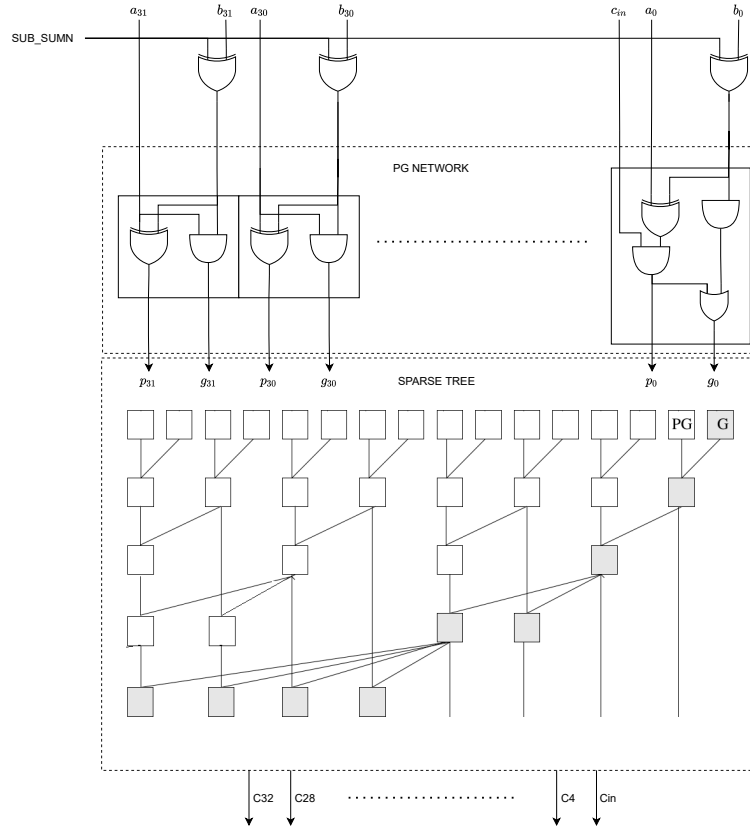 a31 b31 a30 b30 cin a0 b0
SUB_SUMN
PG NETWORK
p31 g31 p30 g30 SPARSE TREE p0 g0
PG G
C32 C28 C4 Cin